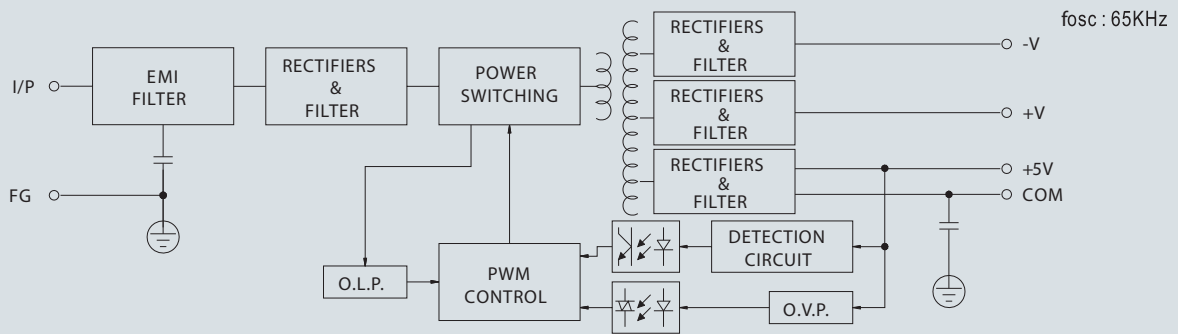 fosc : 65KHz
I/P
EMI
FILTER
RECTIFIERS
&
FILTER
POWER
SWITCHING
RECTIFIERS
&
FILTER
-V
RECTIFIERS
&
FILTER
+V
RECTIFIERS
&
FILTER
+5V
COM
FG
O.L.P.
PWM
CONTROL
DETECTION
CIRCUIT
O.V.P.